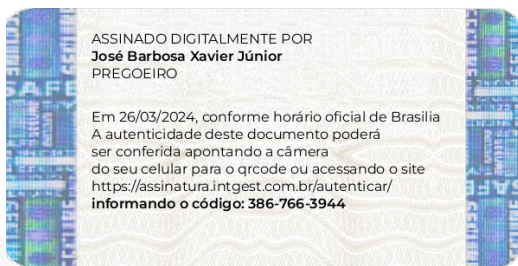 ASSINADO DIGITALMENTE POR
José Barbosa Xavier Júnior
PREGOEIRO
Em 26/03/2024, conforme horário oficial de Brasilia
A autenticidade deste documento poderá
ser conferida apontando a câmera
do seu celular para o qrcode ou acessando o site
https://assinatura.intgest.com.br/autenticar/
informando o código: 386-766-3944